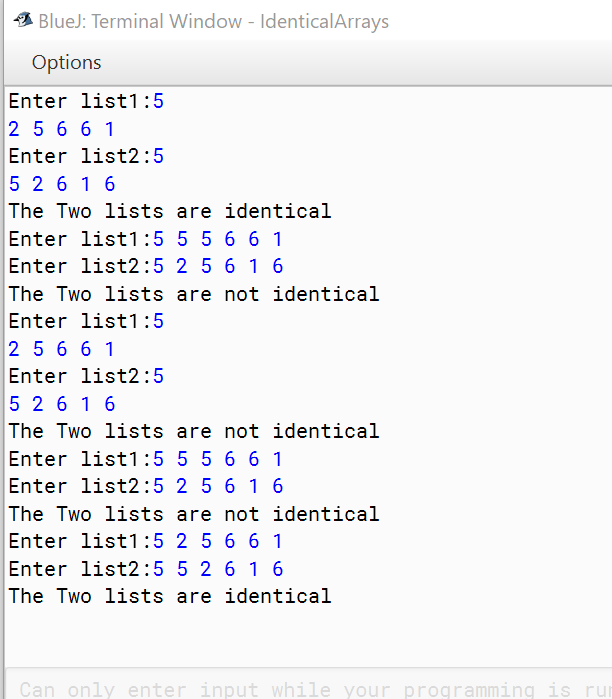 BlueJ: Terminal Window - IdenticalArrays
Options
Enter list1:5
2 5 6 6 1
Enter list2:5
5 2 6 1 6
The Two lists are identical
Enter list1:5 5 5 6 6 1
Enter list2:5 2 5 6 1 6
The Two lists are not identical
Enter list1:5
2 5 6 6 1
Enter list2:5
5 2 6 1 6
The Two lists are not identical
Enter list1:5 5 5 6 6 1
Enter list2:5 2 5 6 1 6
The Two lists are not identical
Enter list1:5 2 5 6 6 1
Enter list2:5 5 2 6 1 6
The Two lists are identical
Can only enter input while your programming is ru